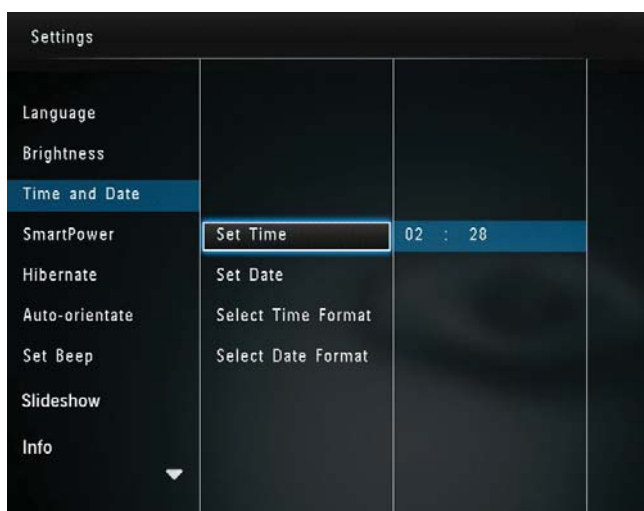 Settings
Language
Brightness
Time and Date
SmartPower
Hibernate
Auto-orientate
Set Beep
Slideshow
Info
Set Time
Set Date
Select Time Format
Select Date Format
02 : 28